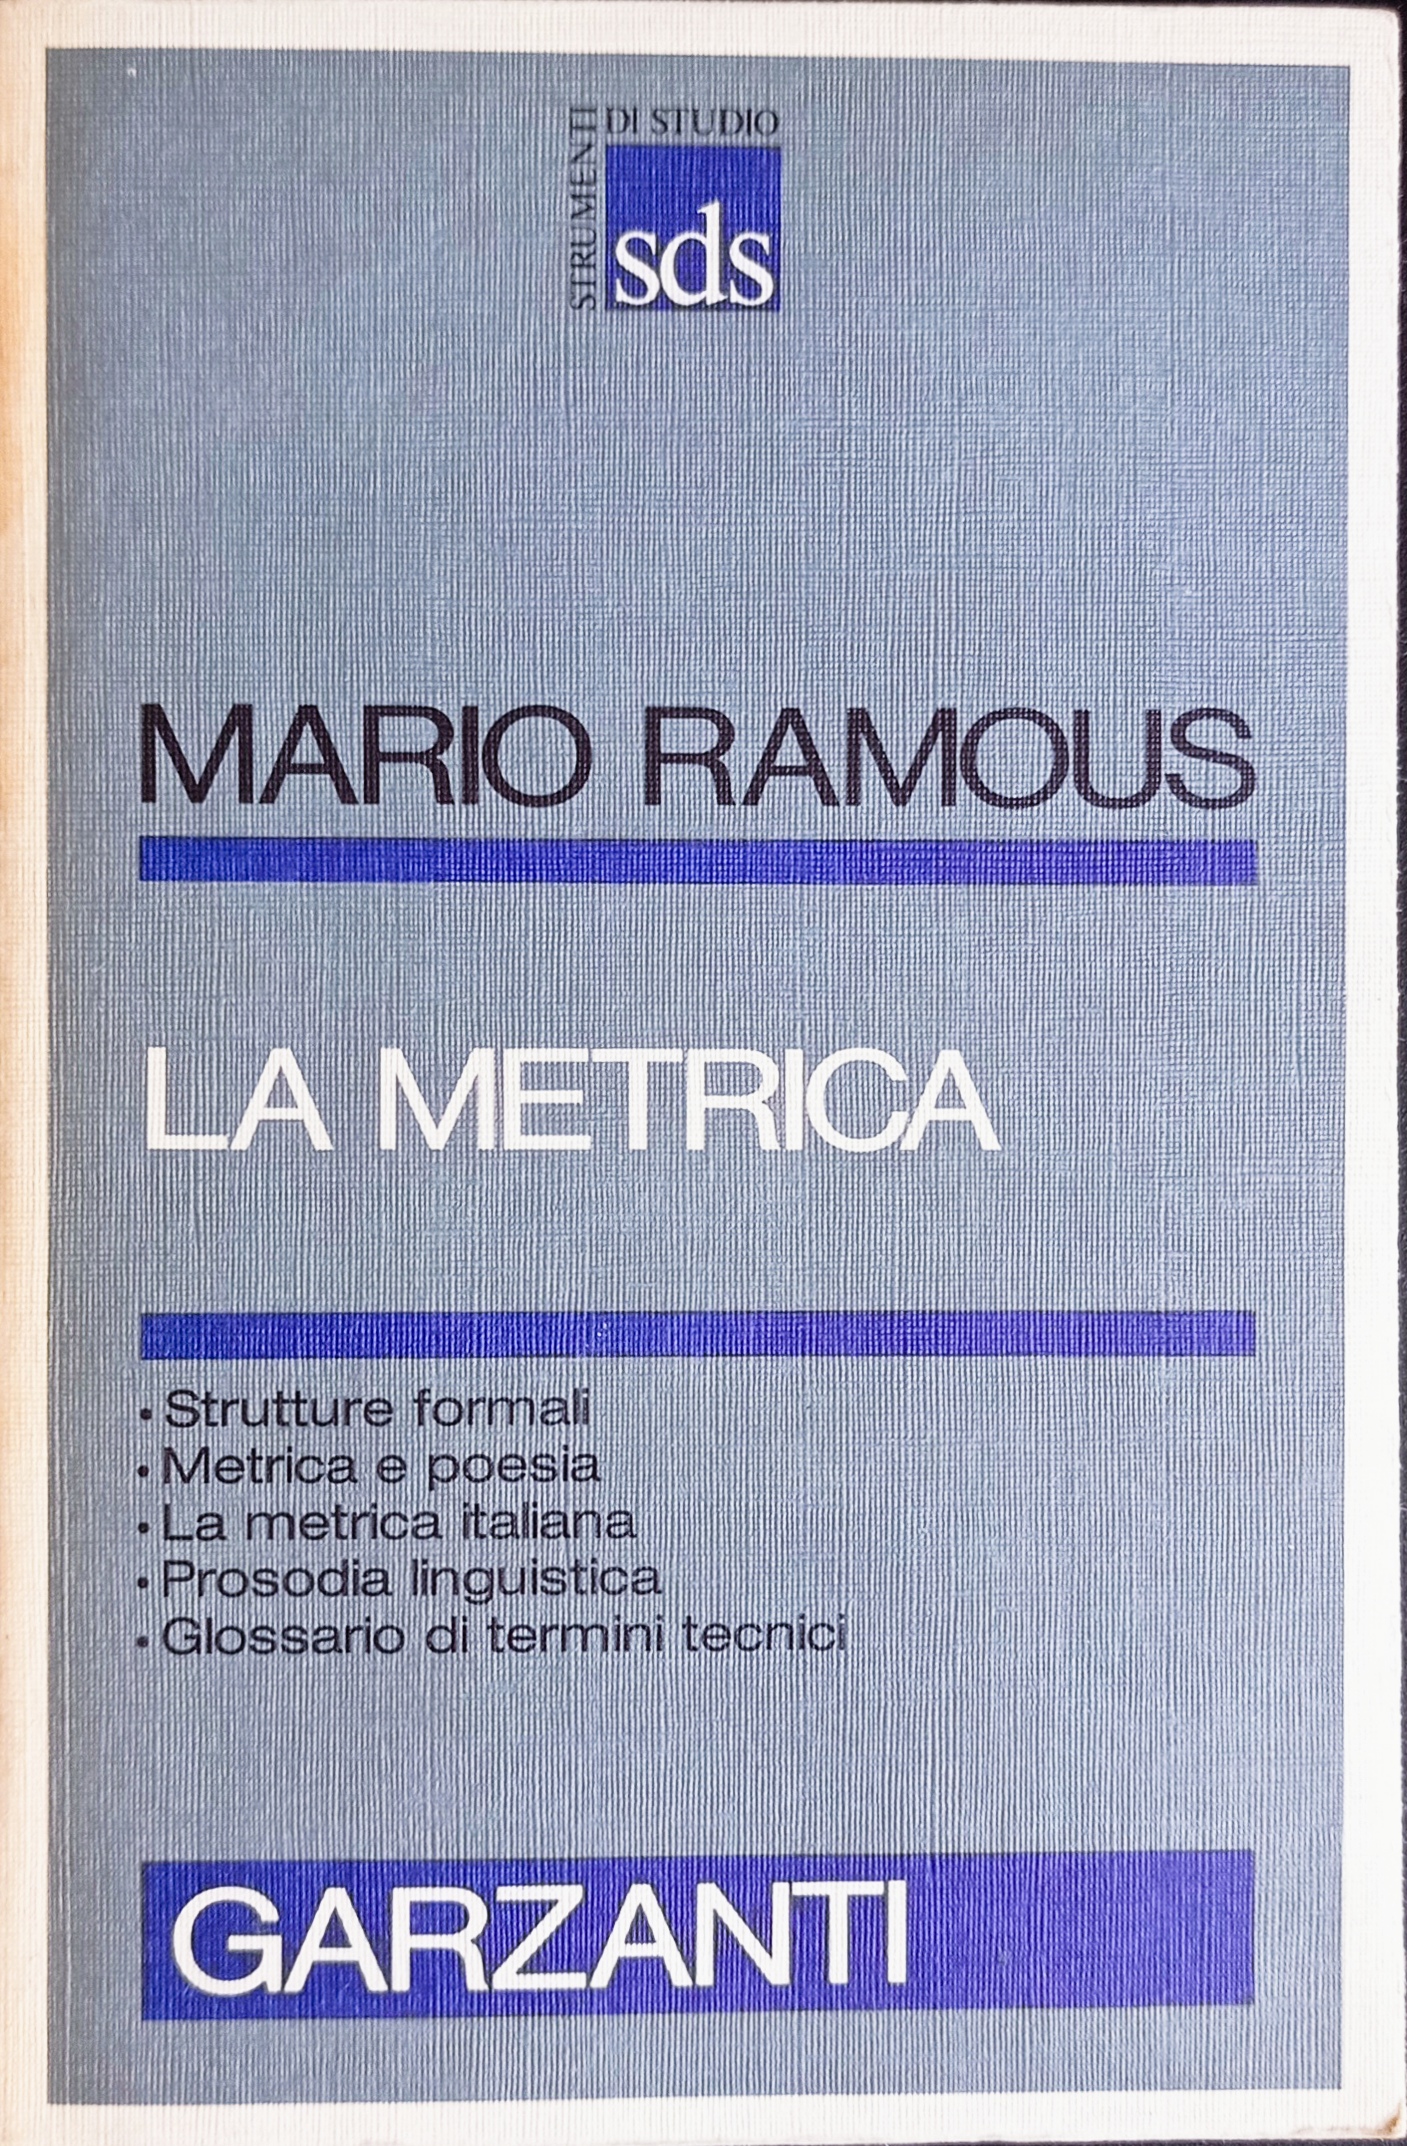 STRUMENTI
DI STUDIO
sds
MARIO RAMOUS
LA METRICA
• Strutture formali
• Metrica e poesia
• La metrica italiana
• Prosodia linguistica
• Glossario di termini tecnici
GARZANTI